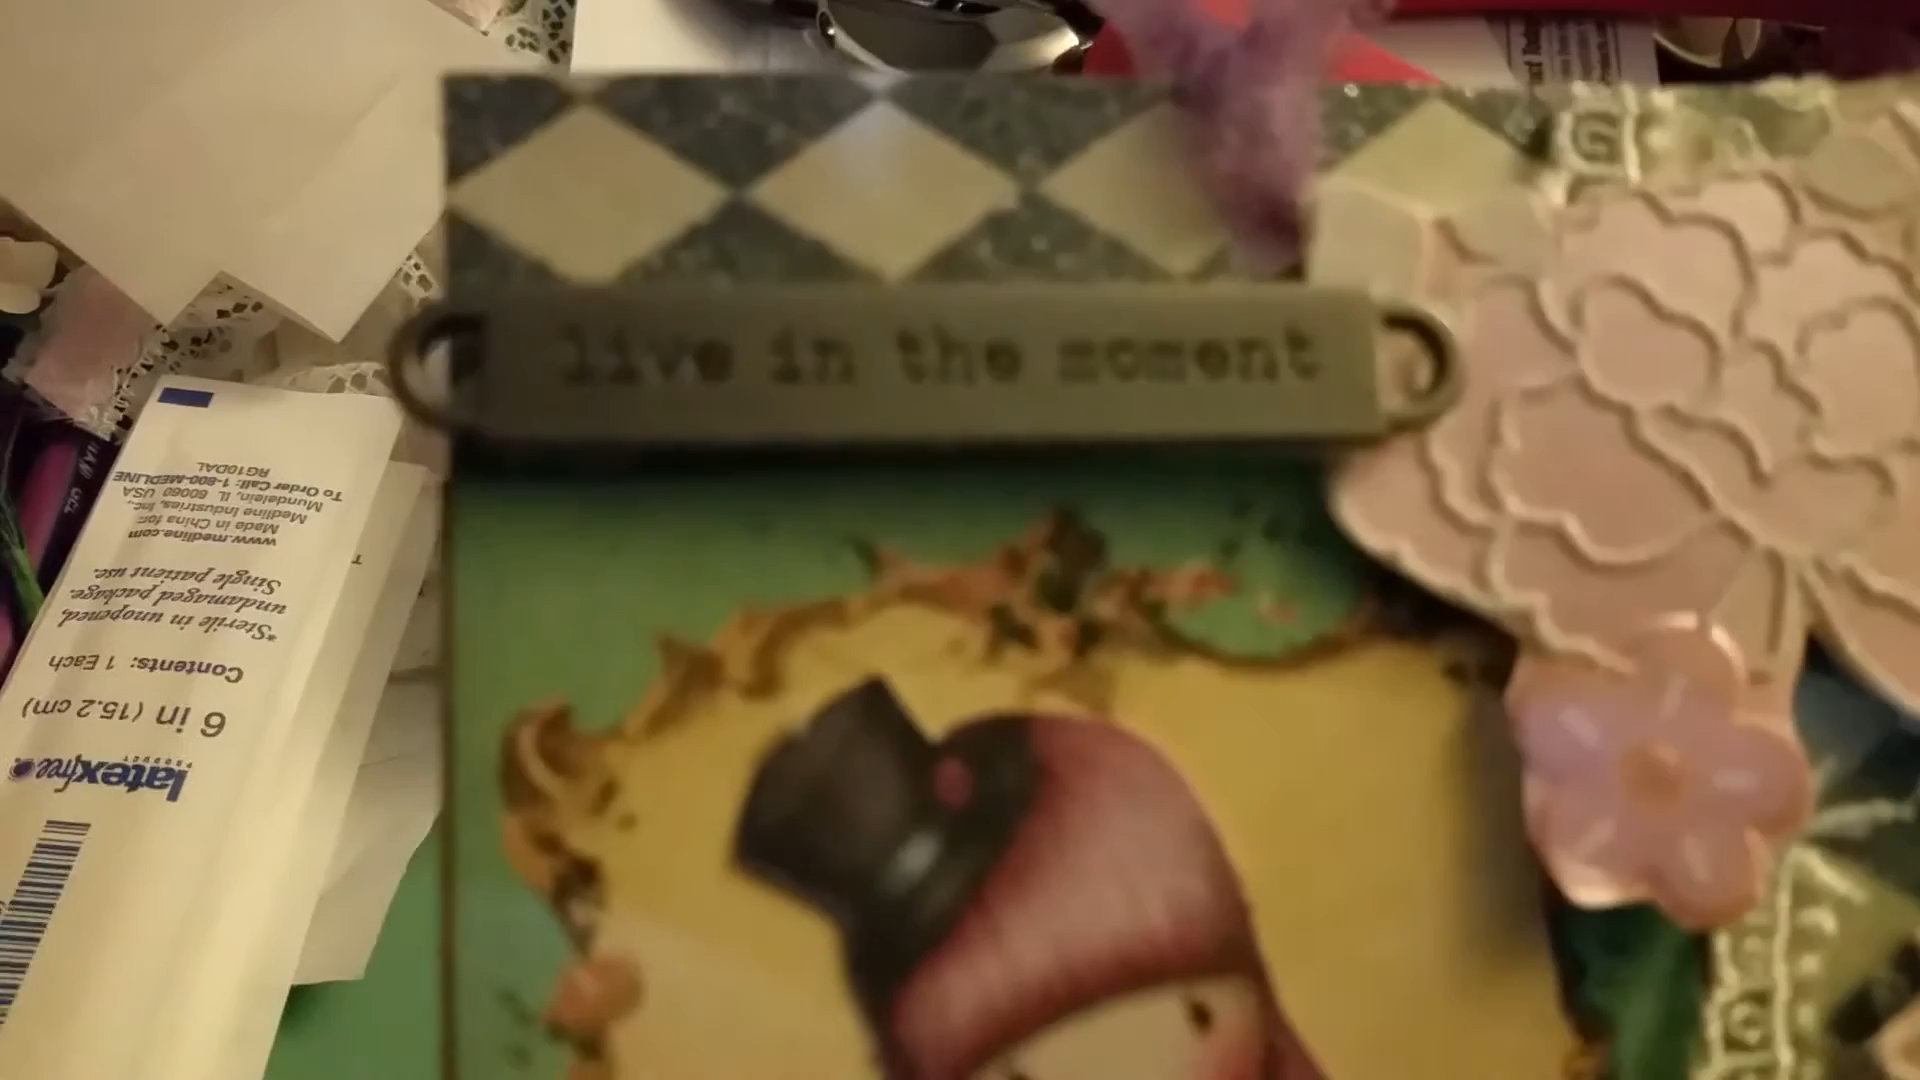 live in the moment
latexfree
PRODUCT
6 in (15.2 cm)
Contents: 1 Each
*Sterile in unopened,
undamaged package.
Single patient use.
www.medline.com
Made in China for:
Medline Industries, Inc.,
Mundelein, IL 60060 USA
To Order Call: 1-800-MEDLINE
RG10DAL